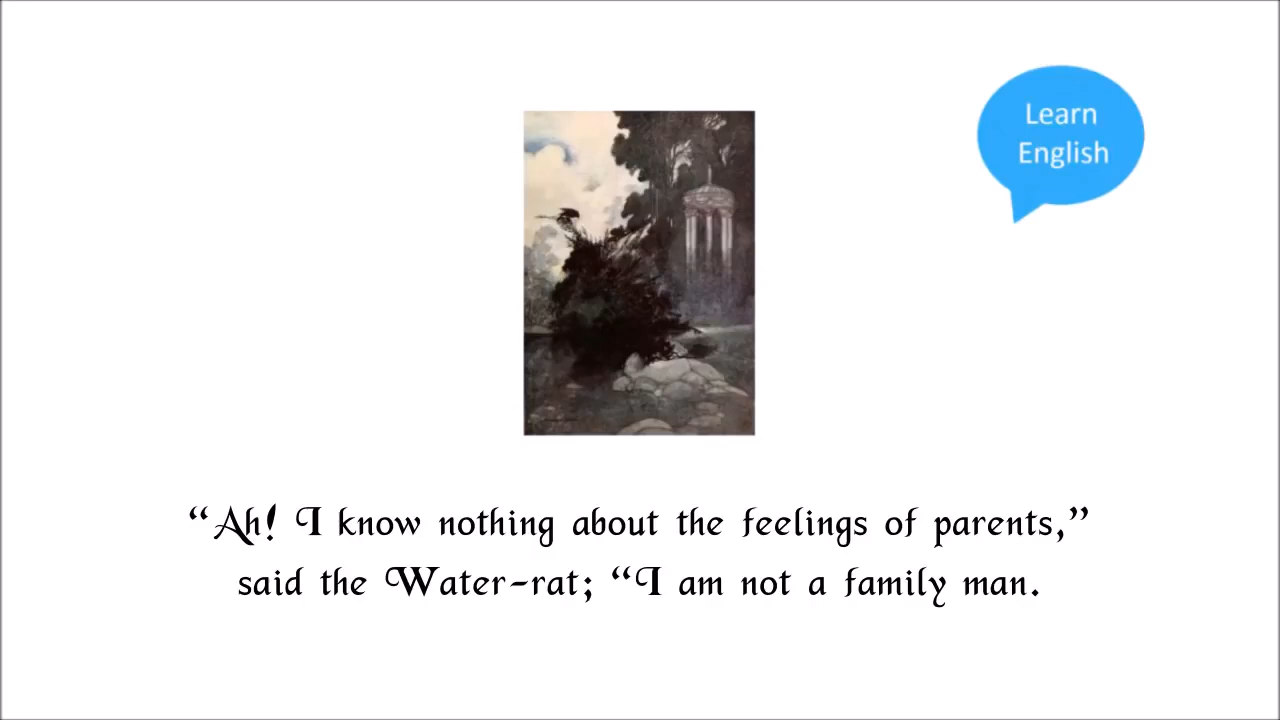 Learn
English
“Ah! I know nothing about the feelings of parents,”
said the Water-rat; “I am not a family man.